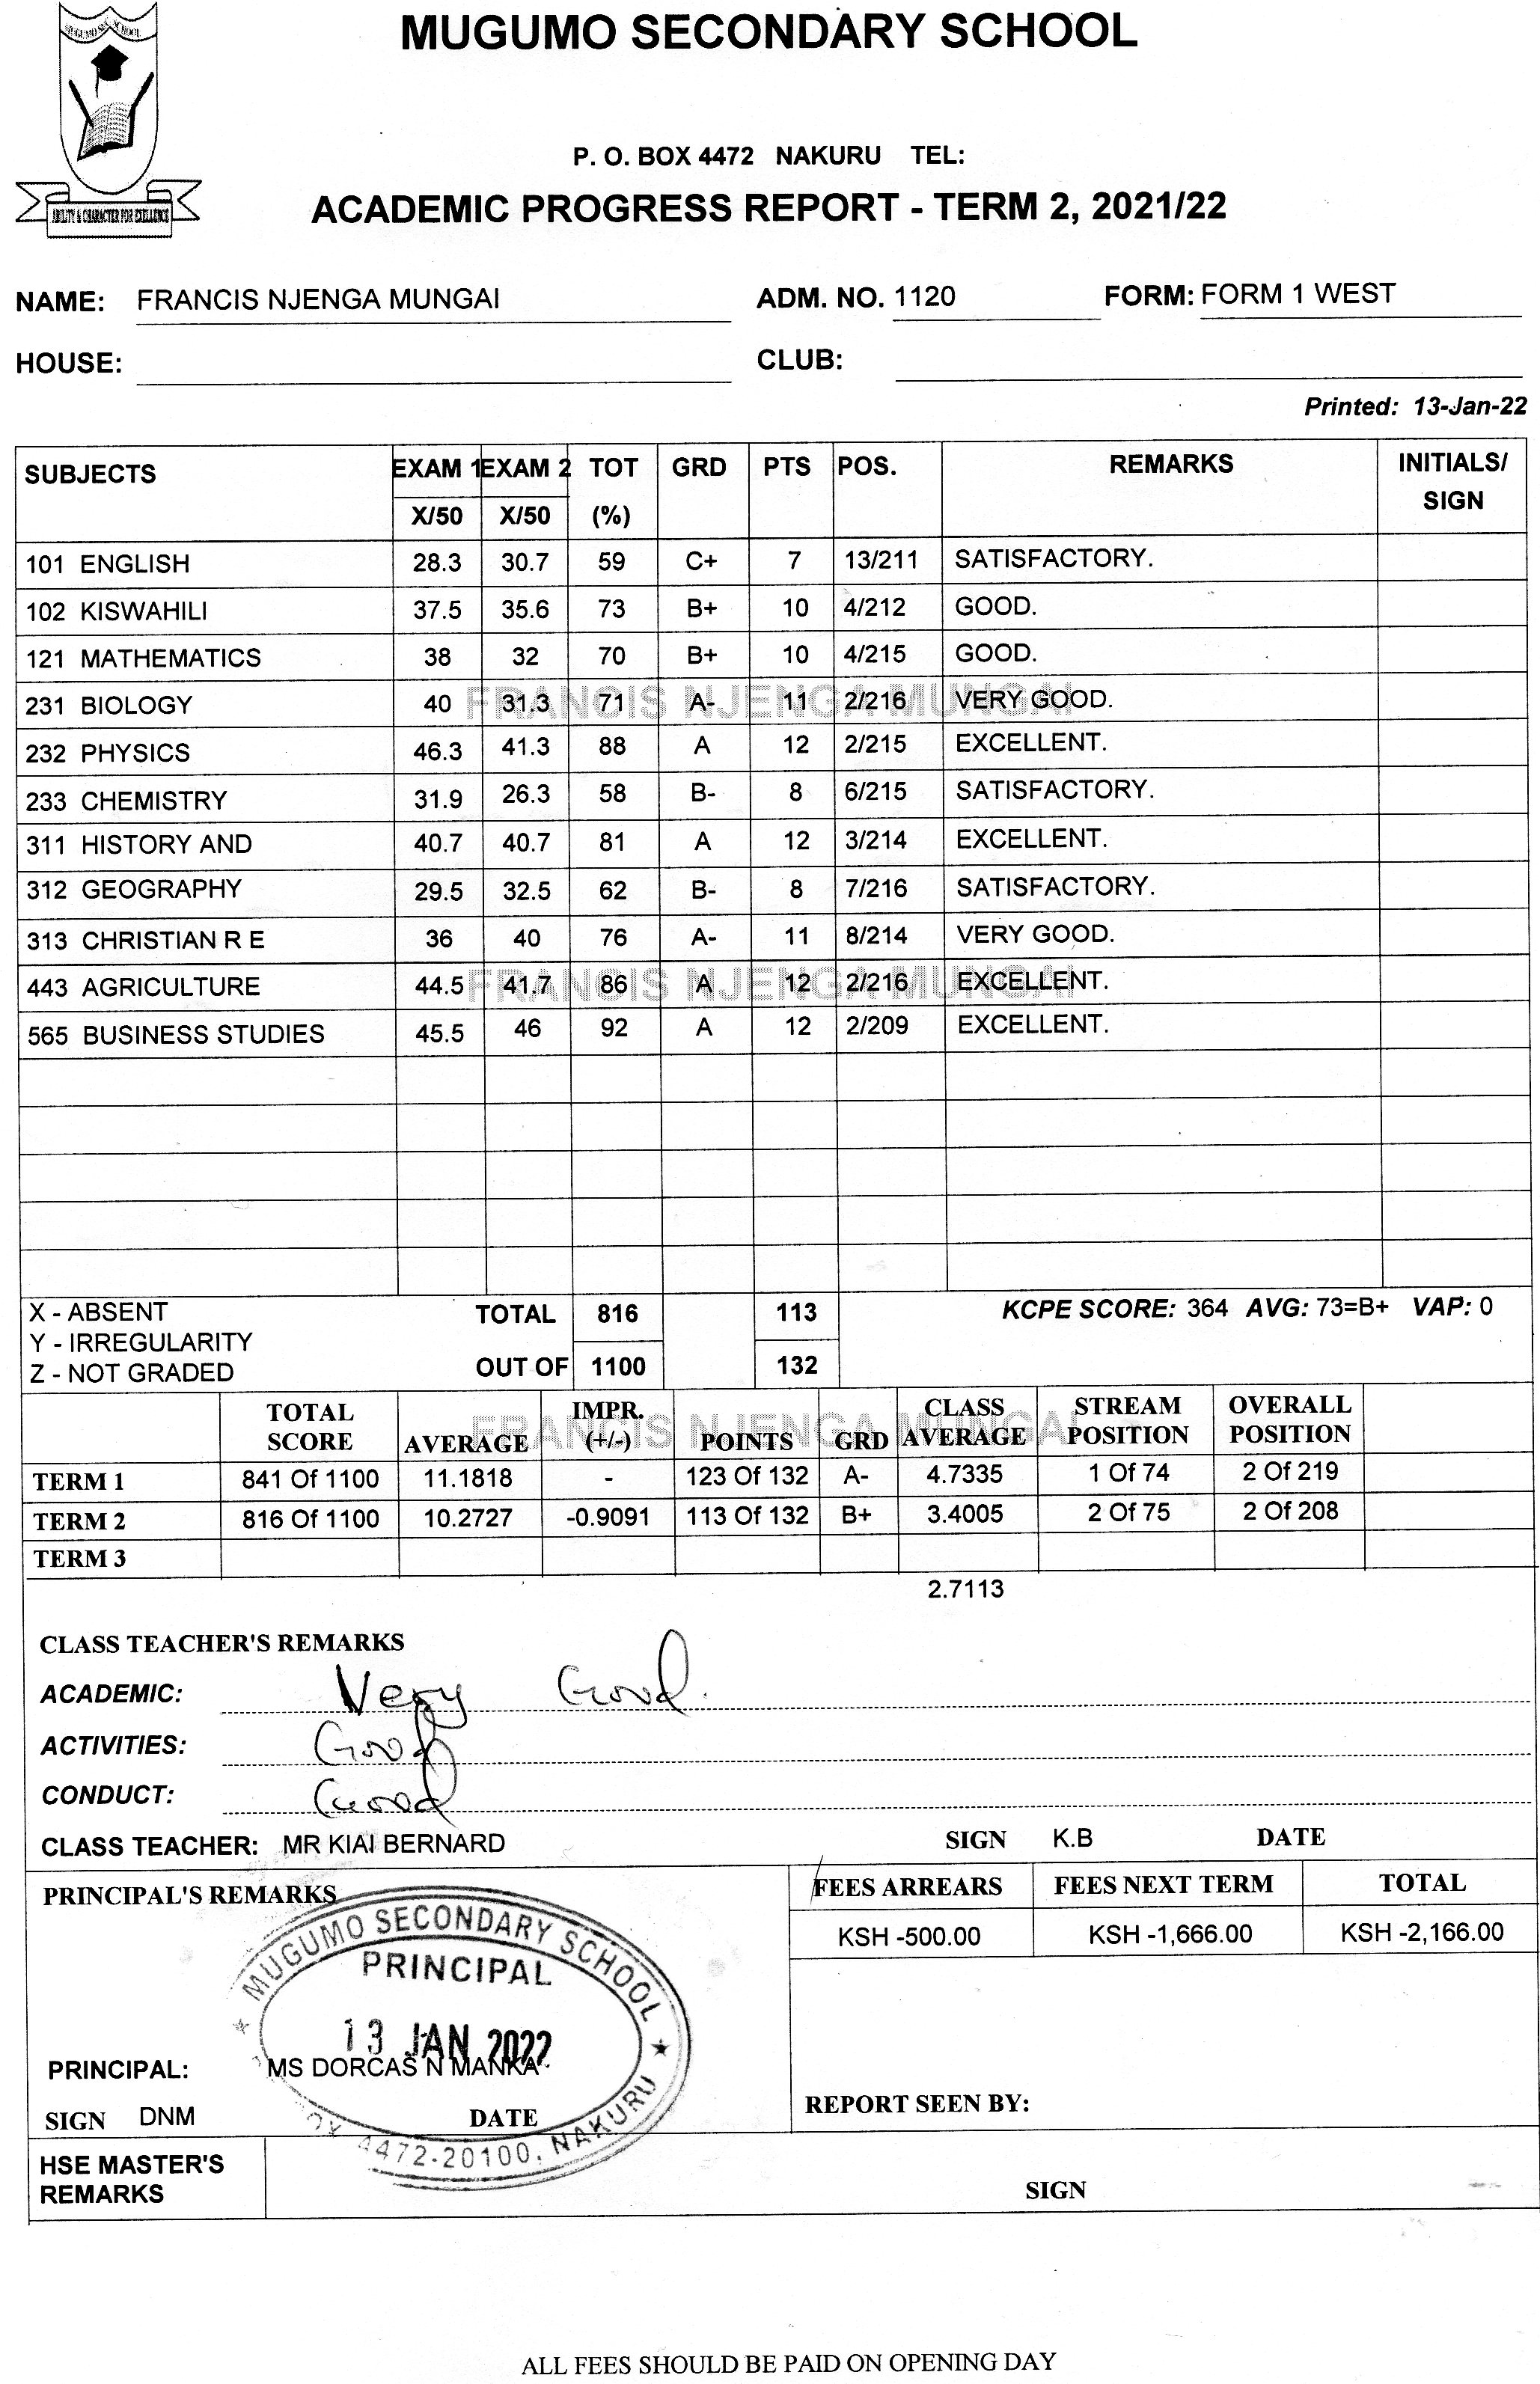 MUGUMO SEC SCHOOL
ABILITY & CHARACTER FOR EXELLENCE
MUGUMO SECONDARY SCHOOL
P. O. BOX 4472 NAKURU TEL:
ACADEMIC PROGRESS REPORT - TERM 2, 2021/22
NAME: FRANCIS NJENGA MUNGAI ADM. NO. 1120 FORM: FORM 1 WEST
HOUSE: CLUB:
Printed: 13-Jan-22
SUBJECTS EXAM 1 EXAM 2 TOT GRD PTS POS. REMARKS INITIALS/
X/50 X/50 (%) SIGN
101 ENGLISH 28.3 30.7 59 C+ 7 13/211 SATISFACTORY.
102 KISWAHILI 37.5 35.6 73 B+ 10 4/212 GOOD.
121 MATHEMATICS 38 32 70 B+ 10 4/215 GOOD.
FRANCIS NJENGA MUNGAI
231 BIOLOGY 40 31.3 71 A- 11 2/216 VERY GOOD.
232 PHYSICS 46.3 41.3 88 A 12 2/215 EXCELLENT.
233 CHEMISTRY 31.9 26.3 58 B- 8 6/215 SATISFACTORY.
311 HISTORY AND 40.7 40.7 81 A 12 3/214 EXCELLENT.
312 GEOGRAPHY 29.5 32.5 62 B- 8 7/216 SATISFACTORY.
313 CHRISTIAN R E 36 40 76 A- 11 8/214 VERY GOOD.
FRANCIS NJENGA MUNGAI
443 AGRICULTURE 44.5 41.7 86 A 12 2/216 EXCELLENT.
565 BUSINESS STUDIES 45.5 46 92 A 12 2/209 EXCELLENT.
X - ABSENT TOTAL 816 113 KCPE SCORE: 364 AVG: 73=B+ VAP: 0
Y - IRREGULARITY
Z - NOT GRADED OUT OF 1100 132
FRANCIS NJENGA MUNGAI
TOTAL IMPR. CLASS STREAM OVERALL
SCORE AVERAGE (+/-) POINTS GRD AVERAGE POSITION POSITION
TERM 1 841 Of 1100 11.1818 - 123 Of 132 A- 4.7335 1 Of 74 2 Of 219
TERM 2 816 Of 1100 10.2727 -0.9091 113 Of 132 B+ 3.4005 2 Of 75 2 Of 208
TERM 3
2.7113
CLASS TEACHER'S REMARKS
ACADEMIC: Very Good.
ACTIVITIES: Good
CONDUCT: Good
CLASS TEACHER: MR KIAI BERNARD SIGN K.B DATE
PRINCIPAL'S REMARKS FEES ARREARS FEES NEXT TERM TOTAL
KSH -500.00 KSH -1,666.00 KSH -2,166.00
MUGUMO SECONDARY SCHOOL
PRINCIPAL
13 JAN 2022
PRINCIPAL: MS DORCAS N MANKA
REPORT SEEN BY:
SIGN DNM DATE
4472-20100, NAKURU
HSE MASTER'S
REMARKS SIGN
ALL FEES SHOULD BE PAID ON OPENING DAY